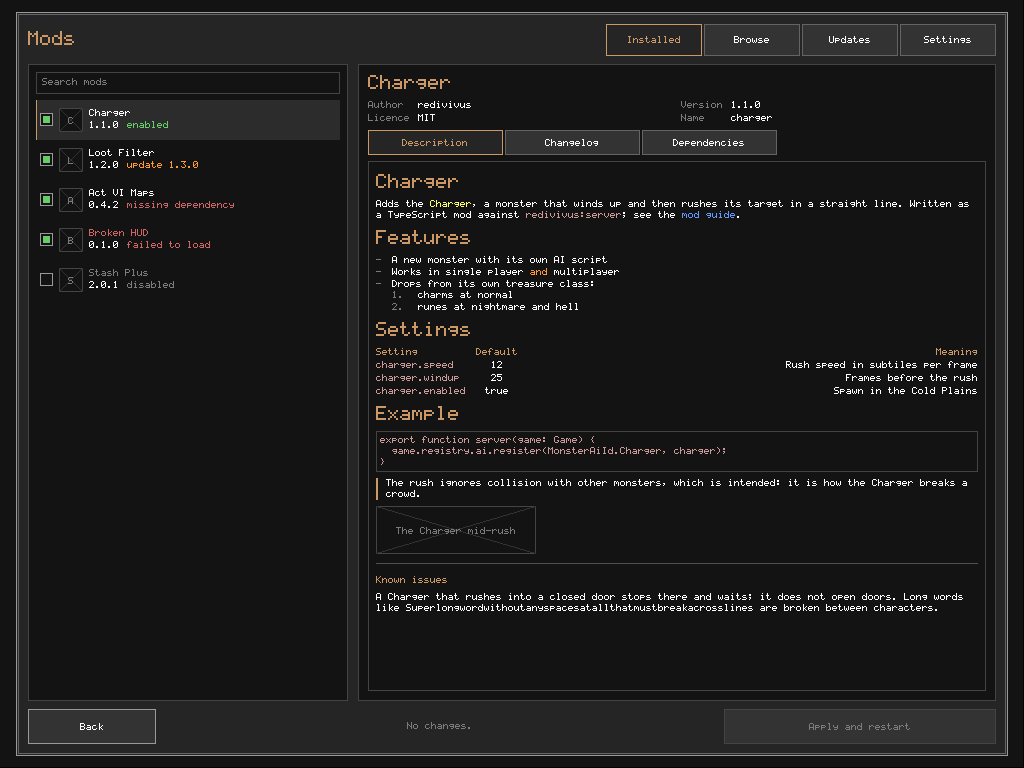 Mods
Installed
Browse
Updates
Settings
Search mods
C
Charger
1.1.0 enabled
L
Loot Filter
1.2.0 update 1.3.0
A
Act VI Maps
0.4.2 missing dependency
B
Broken HUD
0.1.0 failed to load
S
Stash Plus
2.0.1 disabled
Charger
Author redivivus Version 1.1.0
Licence MIT Name charger
Description
Changelog
Dependencies
Charger
Adds the Charger, a monster that winds up and then rushes its target in a straight line. Written as
a TypeScript mod against redivivus:server; see the mod guide.
Features
- A new monster with its own AI script
- Works in single player and multiplayer
- Drops from its own treasure class:
1. charms at normal
2. runes at nightmare and hell
Settings
Setting Default Meaning
charger.speed 12 Rush speed in subtiles per frame
charger.windup 25 Frames before the rush
charger.enabled true Spawn in the Cold Plains
Example
export function server(game: Game) {
game.registry.ai.register(MonsterAiId.Charger, charger);
}
The rush ignores collision with other monsters, which is intended: it is how the Charger breaks a
crowd.
The Charger mid-rush
Known issues
A Charger that rushes into a closed door stops there and waits; it does not open doors. Long words
like Superlongwordwithoutanyspacesatallthatmustbreakacrosslines are broken between characters.
Back
No changes.
Apply and restart